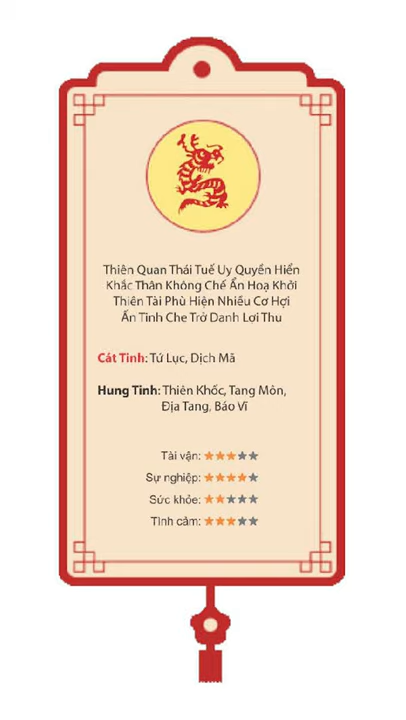 Thiên Quan Thái Tuế Uy Quyền Hiển
Khắc Thân Không Chế Ẩn Hoạ Khởi
Thiên Tài Phù Hiện Nhiều Cơ Hợi
Ấn Tinh Che Trở Danh Lợi Thu
Cát Tinh: Tứ Lục, Dịch Mã
Hung Tinh: Thiên Khốc, Tang Môn,
Địa Tang, Báo Vĩ
Tài vận: ★★★★★
Sự nghiệp: ★★★★★
Sức khỏe: ★★★★★
Tình cảm: ★★★★★